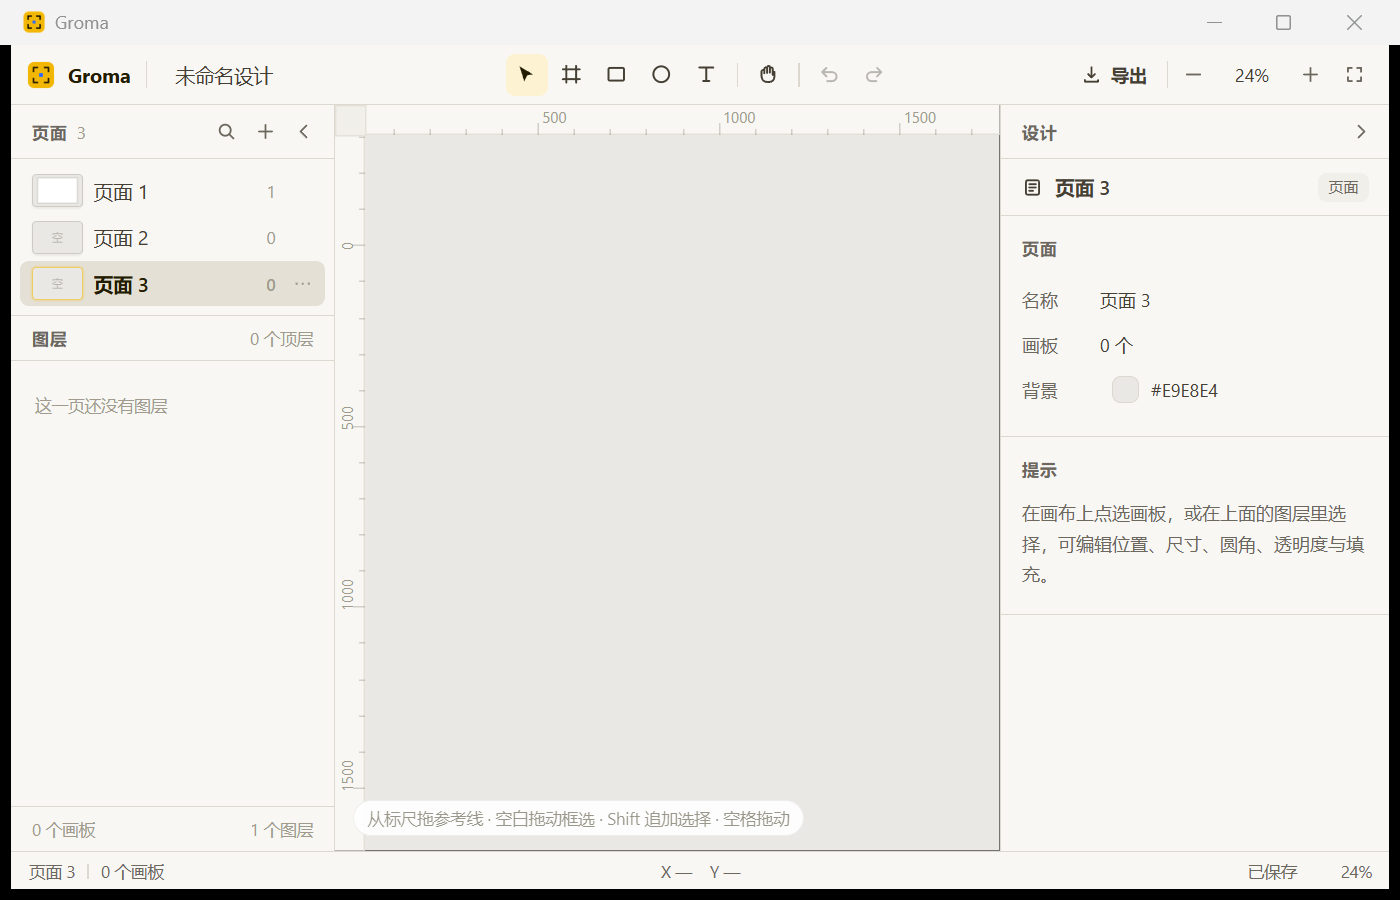 Groma
Groma 未命名设计 导出 24%
页面 3
页面 1 1
空 页面 2 0
空 页面 3 0 ···
图层 0 个顶层
这一页还没有图层
0 个画板 1 个图层
500 1000 1500
0
500
1000
1500
从标尺拖参考线 · 空白拖动框选 · Shift 追加选择 · 空格拖动
设计
页面 3 页面
页面
名称 页面 3
画板 0 个
背景 #E9E8E4
提示
在画布上点选画板，或在上面的图层里选
择，可编辑位置、尺寸、圆角、透明度与填
充。
页面 3 0 个画板 X — Y — 已保存 24%